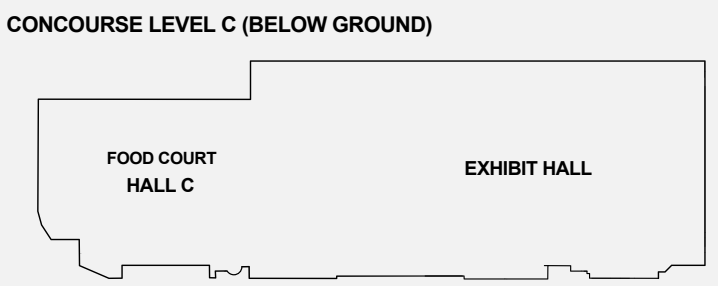 CONCOURSE LEVEL C (BELOW GROUND)
FOOD COURT
HALL C
EXHIBIT HALL